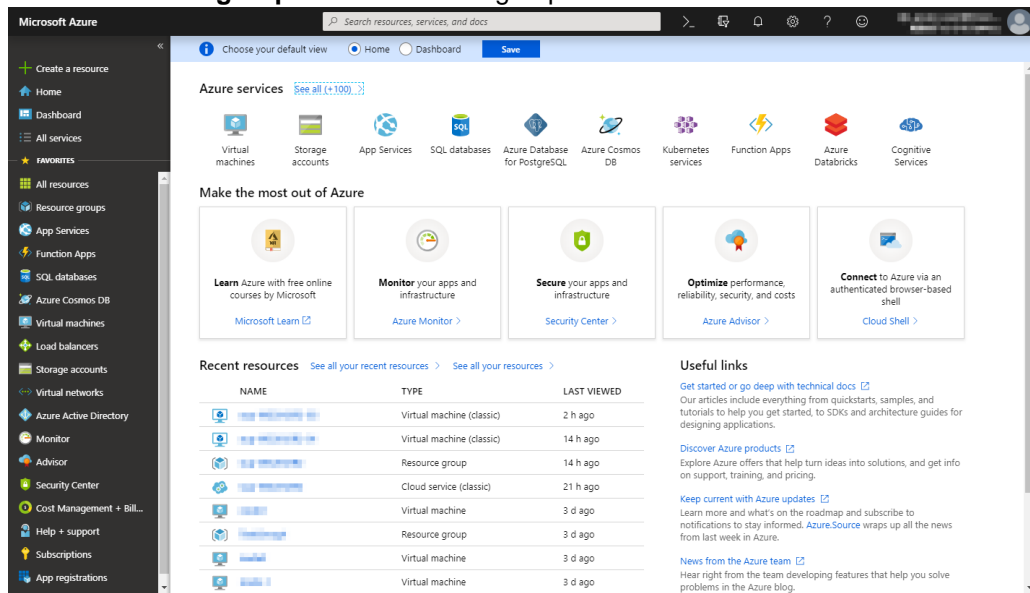 Microsoft Azure
Search resources, services, and docs
Choose your default view Home Dashboard Save
Create a resource
Home
Dashboard
All services
FAVORITES
All resources
Resource groups
App Services
Function Apps
SQL databases
Azure Cosmos DB
Virtual machines
Load balancers
Storage accounts
Virtual networks
Azure Active Directory
Monitor
Advisor
Security Center
Cost Management + Bill...
Help + support
Subscriptions
App registrations
Azure services See all (+100) >
Virtual machines
Storage accounts
App Services
SQL databases
Azure Database for PostgreSQL
Azure Cosmos DB
Kubernetes services
Function Apps
Azure Databricks
Cognitive Services
Make the most out of Azure
Learn Azure with free online
courses by Microsoft
Microsoft Learn
Monitor your apps and
infrastructure
Azure Monitor >
Secure your apps and
infrastructure
Security Center >
Optimize performance,
reliability, security, and costs
Azure Advisor >
Connect to Azure via an
authenticated browser-based
shell
Cloud Shell >
Recent resources See all your recent resources > See all your resources >
NAME TYPE LAST VIEWED
Virtual machine (classic) 2 h ago
Virtual machine (classic) 14 h ago
Resource group 14 h ago
Cloud service (classic) 21 h ago
Virtual machine 3 d ago
Resource group 3 d ago
Virtual machine 3 d ago
Virtual machine 3 d ago
Useful links
Get started or go deep with technical docs
Our articles include everything from quickstarts, samples, and
tutorials to help you get started, to SDKs and architecture guides for
designing applications.
Discover Azure products
Explore Azure offers that help turn ideas into solutions, and get info
on support, training, and pricing.
Keep current with Azure updates
Learn more and what's on the roadmap and subscribe to
notifications to stay informed. Azure.Source wraps up all the news
from last week in Azure.
News from the Azure team
Hear right from the team developing features that help you solve
problems in the Azure blog.